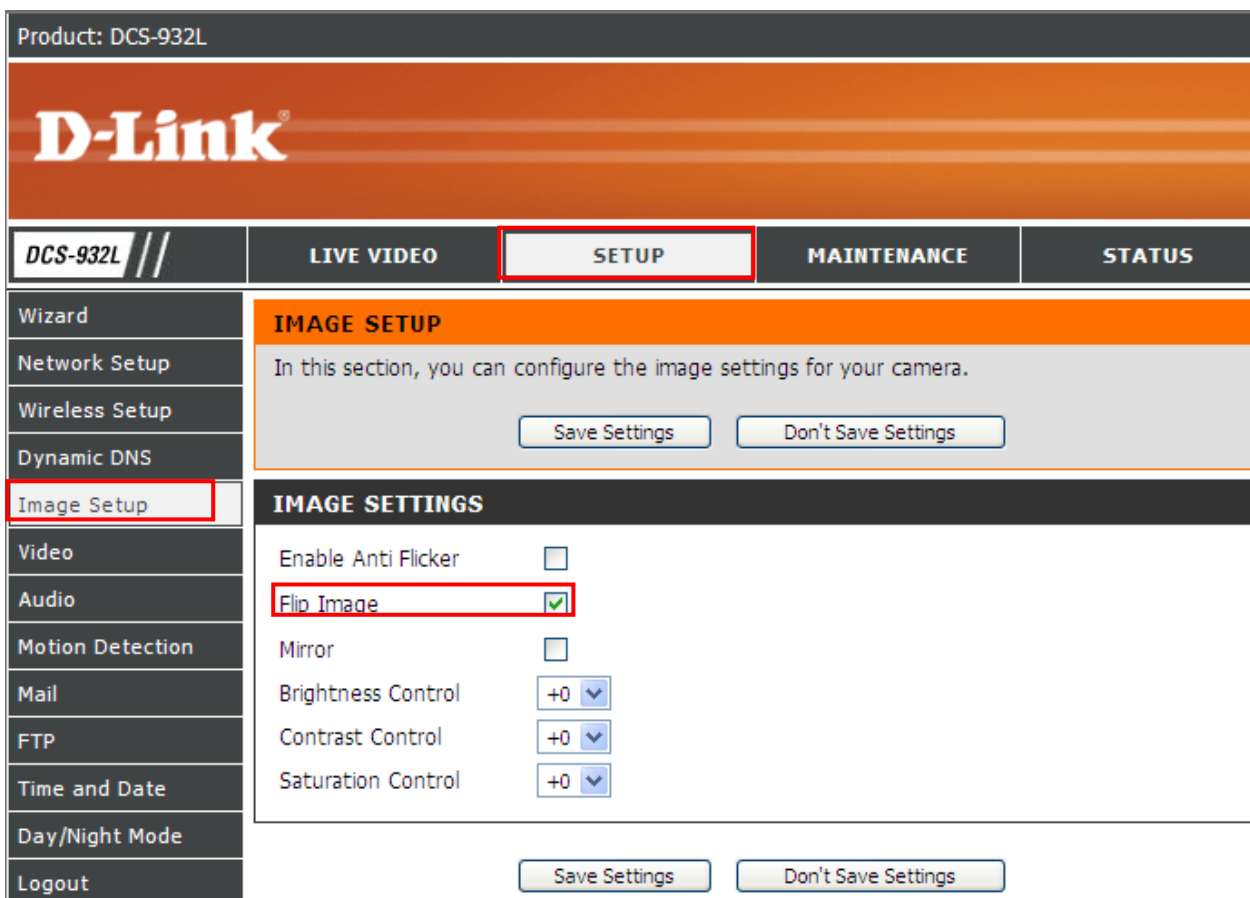 Product: DCS-932L
D-Link®
DCS-932L LIVE VIDEO SETUP MAINTENANCE STATUS
Wizard
Network Setup
Wireless Setup
Dynamic DNS
Image Setup
Video
Audio
Motion Detection
Mail
FTP
Time and Date
Day/Night Mode
Logout
IMAGE SETUP
In this section, you can configure the image settings for your camera.
Save Settings Don't Save Settings
IMAGE SETTINGS
Enable Anti Flicker
Flip Image
Mirror
Brightness Control +0
Contrast Control +0
Saturation Control +0
Save Settings Don't Save Settings